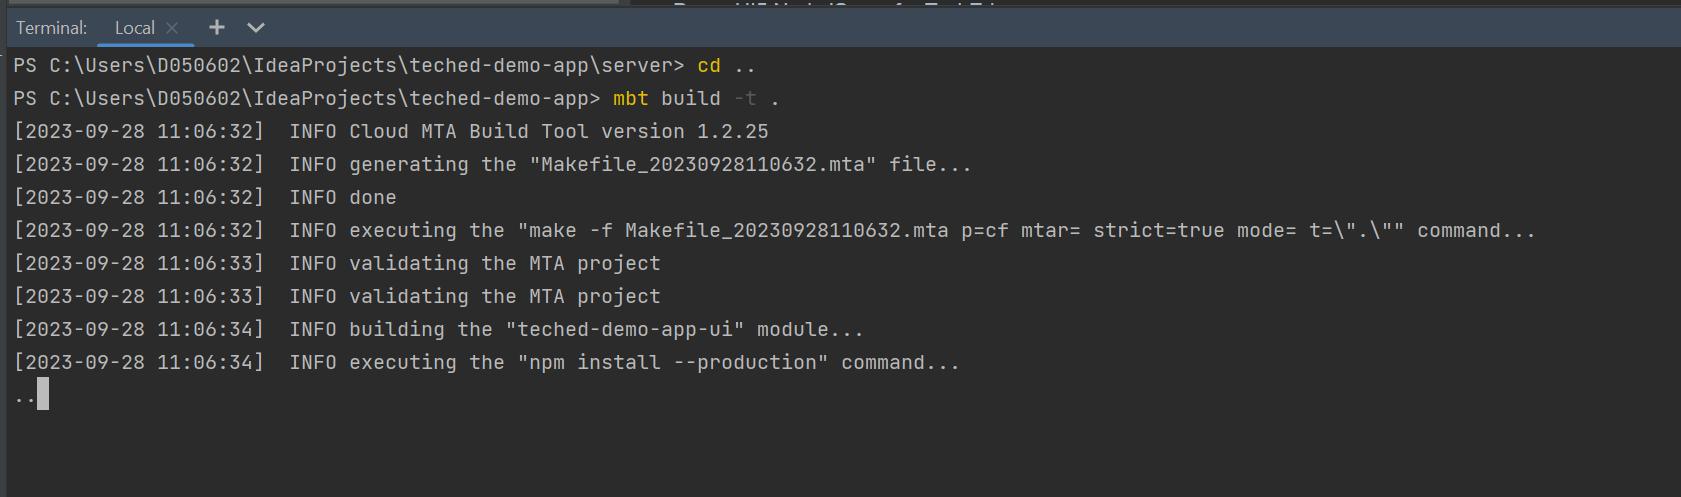 Terminal: Local
PS C:\Users\D050602\IdeaProjects\teched-demo-app\server> cd ..
PS C:\Users\D050602\IdeaProjects\teched-demo-app> mbt build -t .
[2023-09-28 11:06:32]  INFO Cloud MTA Build Tool version 1.2.25
[2023-09-28 11:06:32]  INFO generating the "Makefile_20230928110632.mta" file...
[2023-09-28 11:06:32]  INFO done
[2023-09-28 11:06:32]  INFO executing the "make -f Makefile_20230928110632.mta p=cf mtar= strict=true mode= t=\".\"" command...
[2023-09-28 11:06:33]  INFO validating the MTA project
[2023-09-28 11:06:33]  INFO validating the MTA project
[2023-09-28 11:06:34]  INFO building the "teched-demo-app-ui" module...
[2023-09-28 11:06:34]  INFO executing the "npm install --production" command...
..